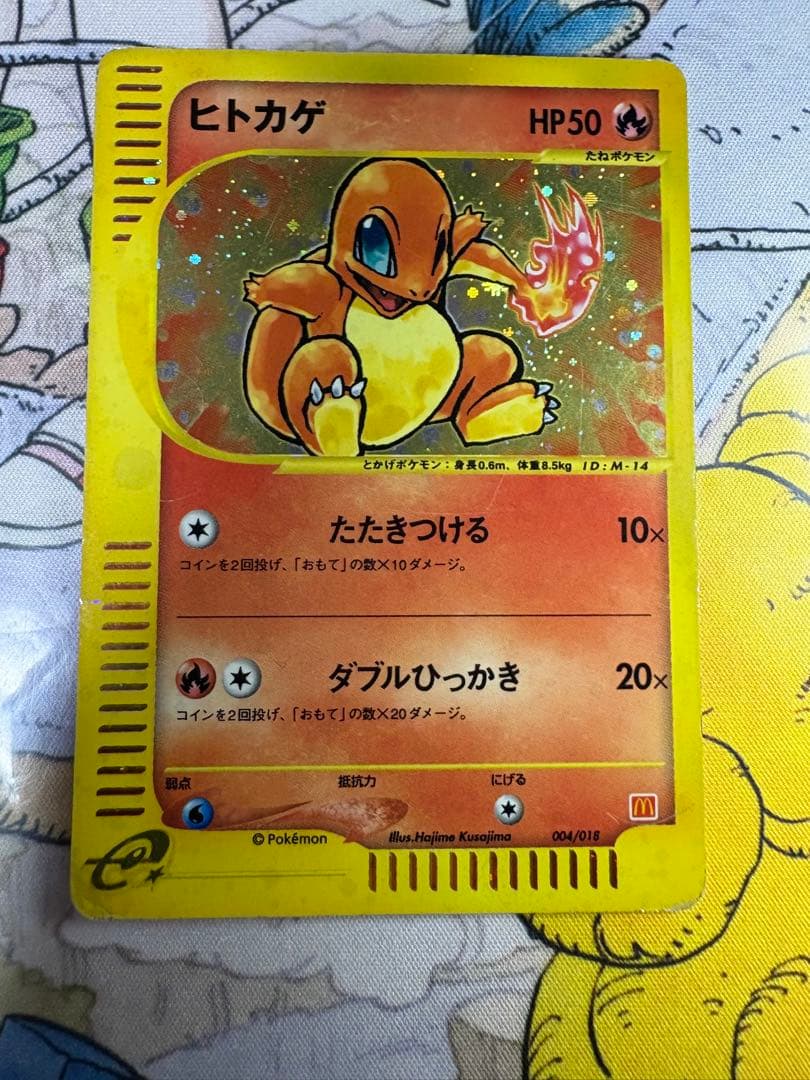 ヒトカゲ HP50
たねポケモン
とかげポケモン：身長0.6m、体重8.5kg ID:M-14
たたきつける 10×
コインを2回投げ、「おもて」の数×10ダメージ。
ダブルひっかき 20×
コインを2回投げ、「おもて」の数×20ダメージ。
弱点 抵抗力 にげる
© Pokémon Illus.Hajime Kusajima 004/018
e